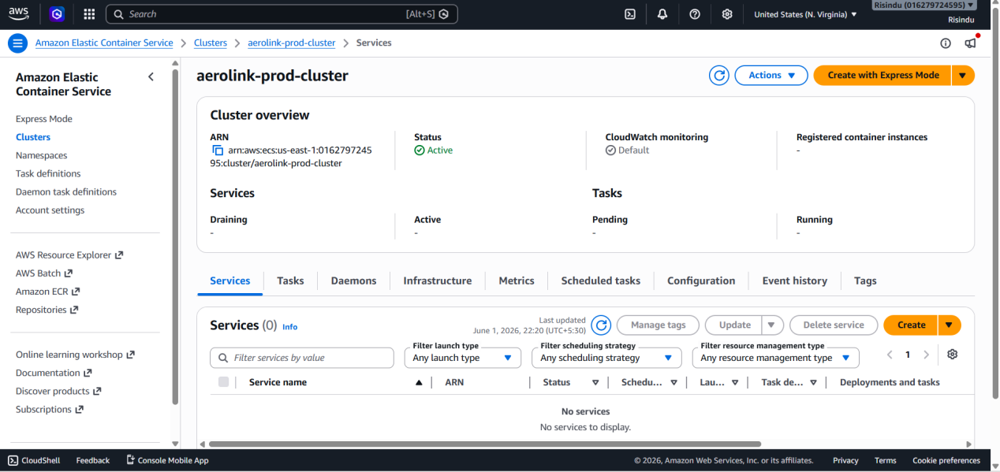 aws
Search
[Alt+S]
United States (N. Virginia)
Risindu (016279724595)
Risindu
Amazon Elastic Container Service
Clusters
aerolink-prod-cluster
Services
Amazon Elastic
Container Service
Express Mode
Clusters
Namespaces
Task definitions
Daemon task definitions
Account settings
AWS Resource Explorer
AWS Batch
Amazon ECR
Repositories
Online learning workshop
Documentation
Discover products
Subscriptions
aerolink-prod-cluster
Actions
Create with Express Mode
Cluster overview
ARN
arn:aws:ecs:us-east-1:0162797245
95:cluster/aerolink-prod-cluster
Status
Active
CloudWatch monitoring
Default
Registered container instances
-
Services
Tasks
Draining
-
Active
-
Pending
-
Running
-
Services Tasks Daemons Infrastructure Metrics Scheduled tasks Configuration Event history Tags
Services (0) Info
Last updated
June 1, 2026, 22:20 (UTC+5:30)
Manage tags
Update
Delete service
Create
Filter services by value
Filter launch type
Any launch type
Filter scheduling strategy
Any scheduling strategy
Filter resource management type
Any resource management type
1
Service name ARN Status Schedu... Lau... Task de... Deployments and tasks
No services
No services to display.
CloudShell Feedback Console Mobile App © 2026, Amazon Web Services, Inc. or its affiliates. Privacy Terms Cookie preferences